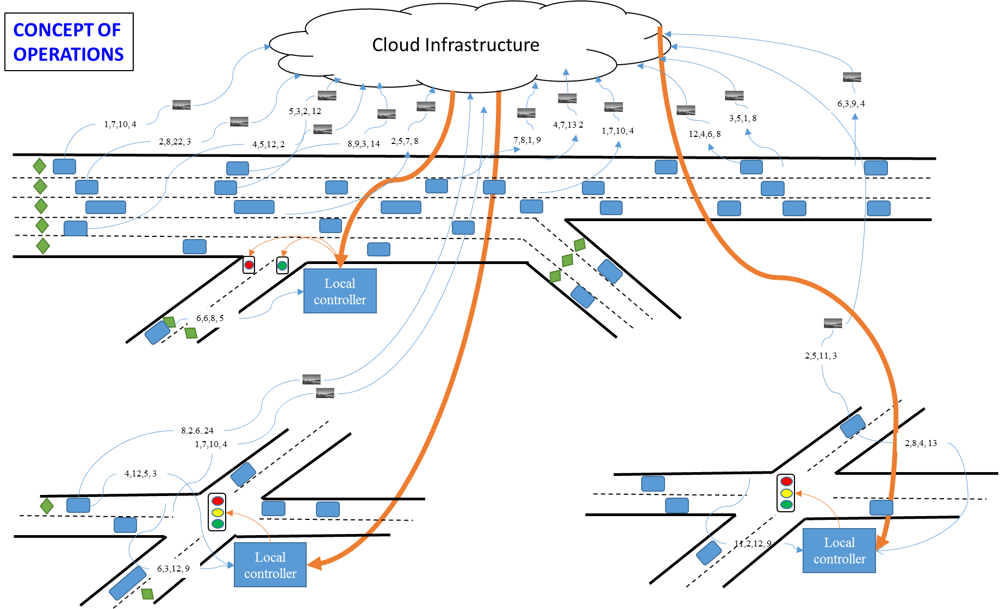 CONCEPT OF
OPERATIONS
Cloud Infrastructure
1,7,10, 4
2,8,22, 3
5,3,2, 12
4,5,12, 2
8,9,3, 14
2,5,7, 8
7,8,1, 9
4,7,13 2
1,7,10, 4
12,4,6, 8
3,5,1, 8
6,3,9, 4
Local
controller
6,6,8, 5
2,5,11, 3
8,2,6, 24
1,7,10, 4
4,12,5, 3
6,3,12, 9
Local
controller
2,8,4, 13
11,2,12, 9
Local
controller